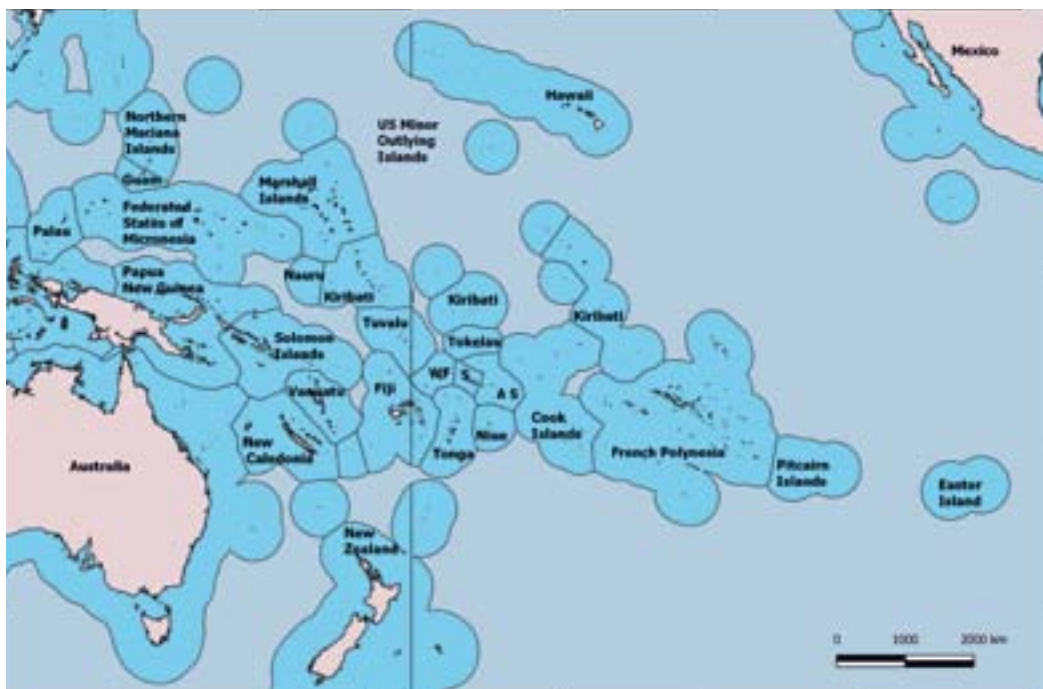 Mexico
Hawaii
Northern
Mariana
Islands
US Minor
Outlying
Islands
Guam
Marshall
Islands
Federated
States of
Micronesia
Palau
Papua
New Guinea
Nauru
Kiribati
Kiribati
Kiribati
Tuvalu
Tokelau
Solomon
Islands
WF
S
A S
Fiji
Vanuatu
Cook
Islands
Niue
New
Caledonia
Tonga
French Polynesia
Pitcairn
Islands
Australia
Easter
Island
New
Zealand
0 1000 2000 km